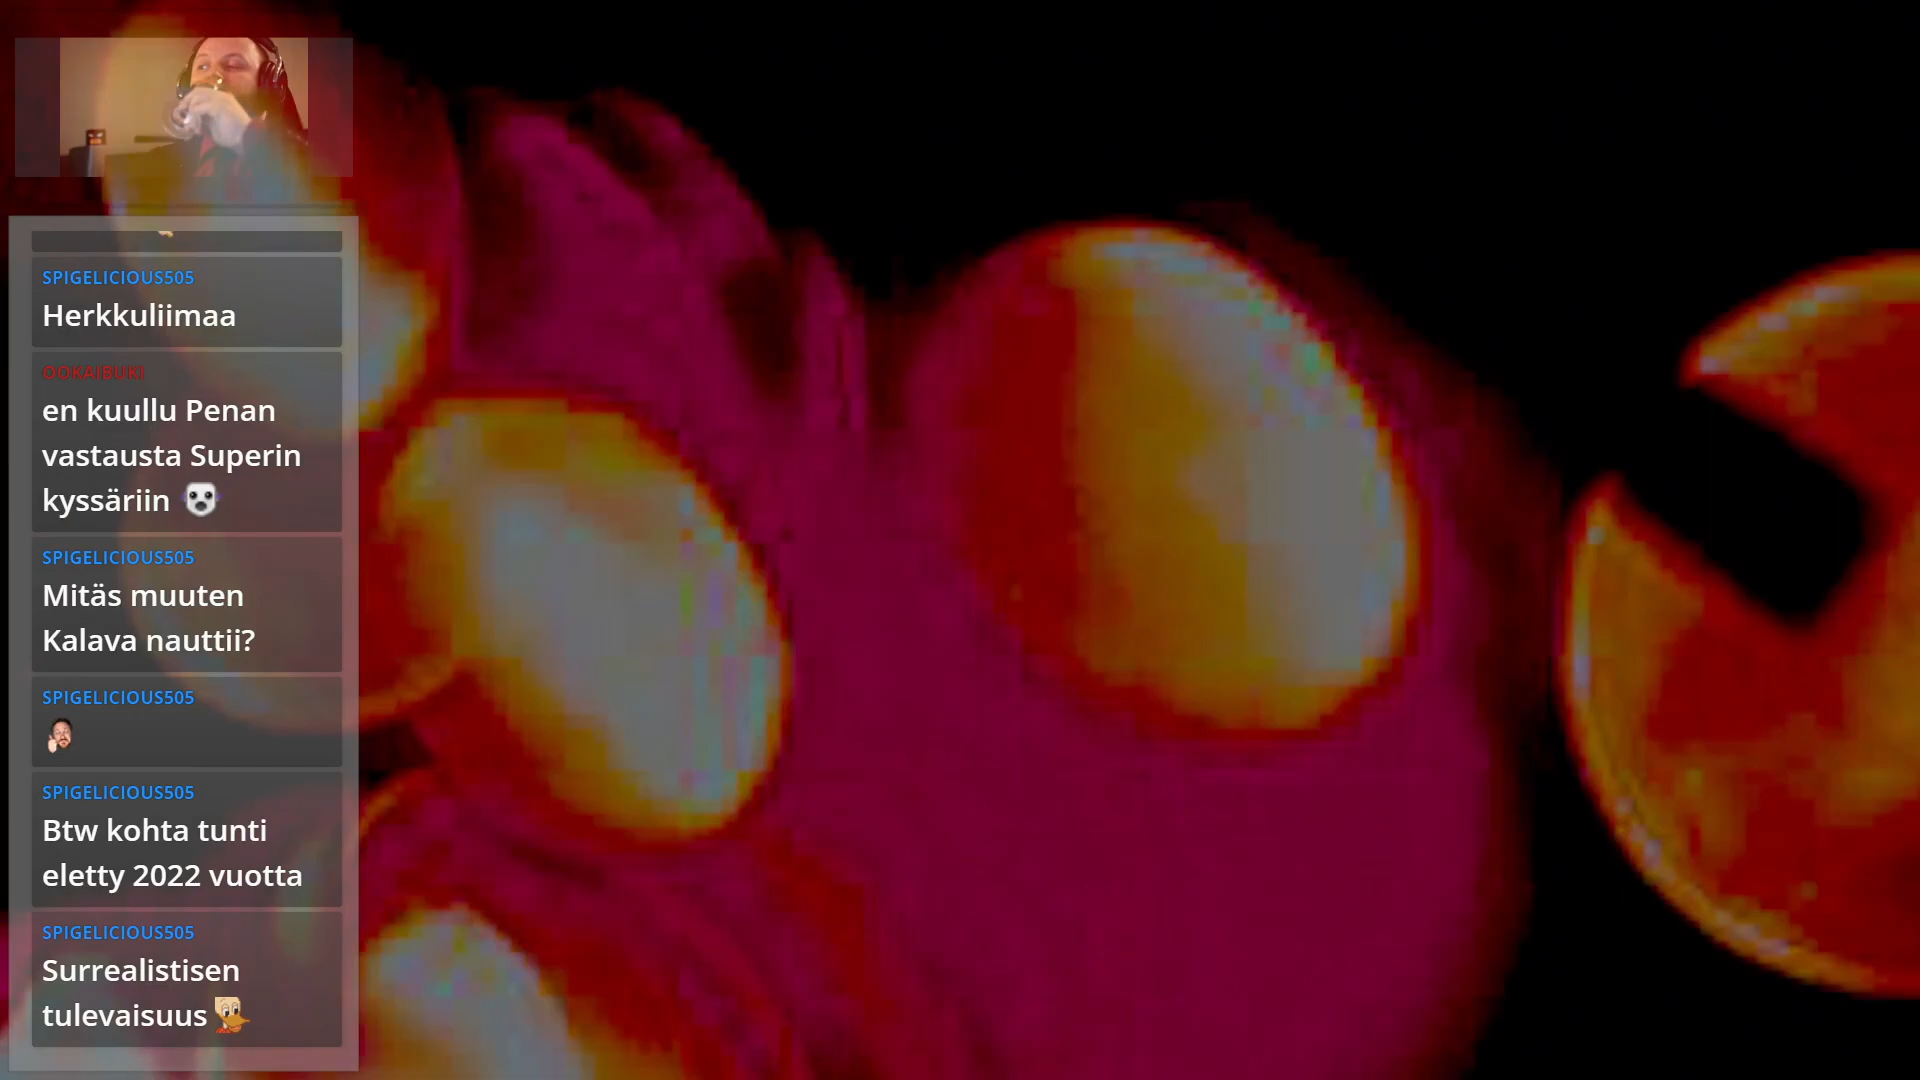 SPIGELICIOUS505
Herkkuliimaa
OOKAIBUKI
en kuullu Penan
vastausta Superin
kyssäriin
SPIGELICIOUS505
Mitäs muuten
Kalava nauttii?
SPIGELICIOUS505
SPIGELICIOUS505
Btw kohta tunti
eletty 2022 vuotta
SPIGELICIOUS505
Surrealistisen
tulevaisuus